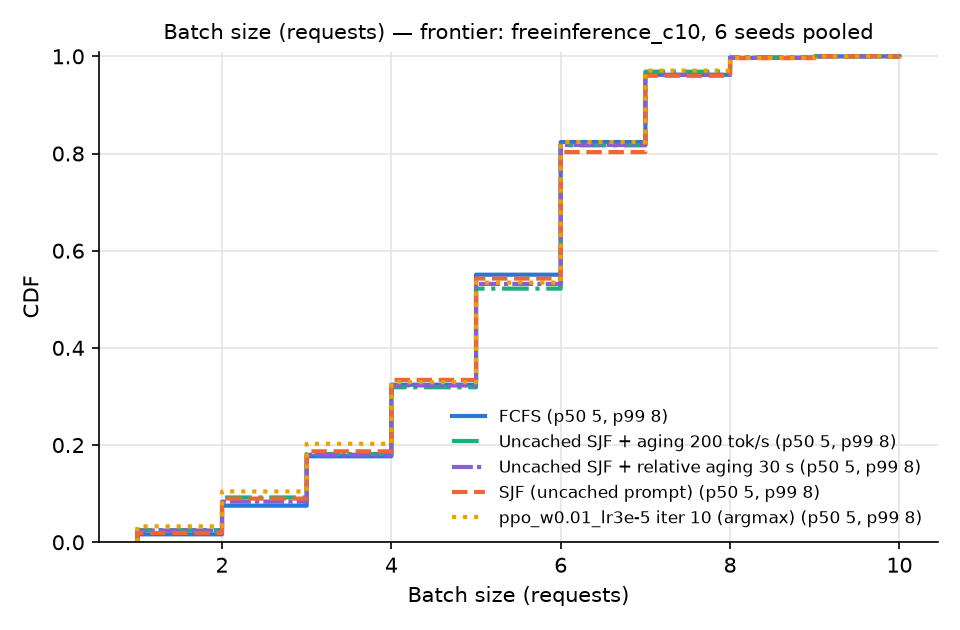 Batch size (requests) — frontier: freeinference_c10, 6 seeds pooled
1.0
0.8
0.6
0.4
0.2
0.0
CDF
FCFS (p50 5, p99 8)
Uncached SJF + aging 200 tok/s (p50 5, p99 8)
Uncached SJF + relative aging 30 s (p50 5, p99 8)
SJF (uncached prompt) (p50 5, p99 8)
ppo_w0.01_lr3e-5 iter 10 (argmax) (p50 5, p99 8)
2 4 6 8 10
Batch size (requests)